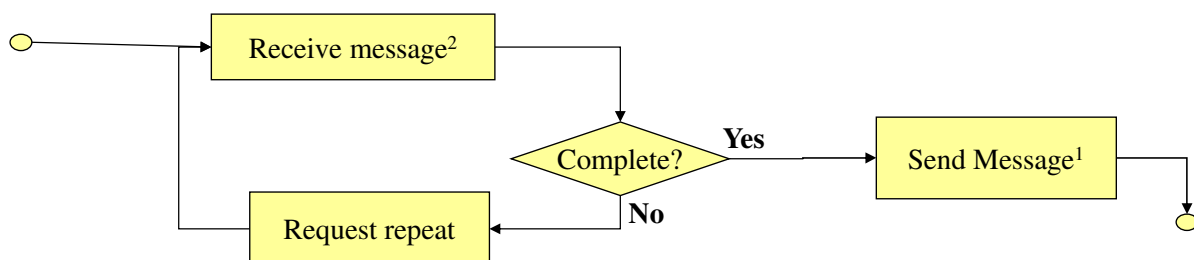 Receive message²
Complete?
Yes
Send Message¹
No
Request repeat